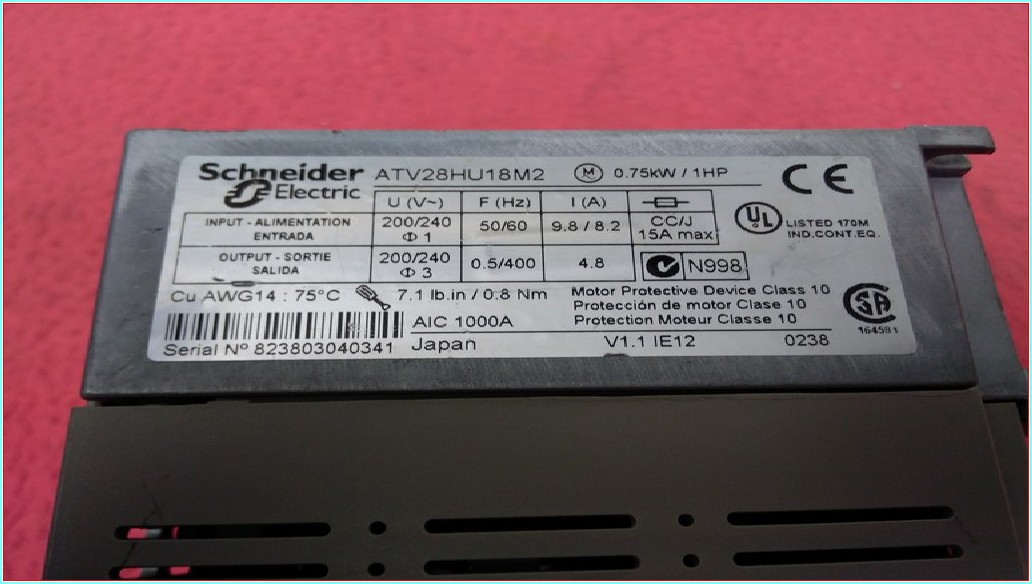 Schneider Electric ATV28HU18M2 M 0.75kW / 1HP CE
U (V~) F (Hz) I (A)
INPUT - ALIMENTATION ENTRADA 200/240 Φ 1 50/60 9.8 / 8.2 CC/J 15A max
UL LISTED 170M IND.CONT.EQ.
OUTPUT - SORTIE SALIDA 200/240 Φ 3 0.5/400 4.8 N998
Cu AWG14 : 75°C 7.1 lb.in / 0.8 Nm
Motor Protective Device Class 10
Protección de motor Clase 10
Protection Moteur Classe 10
SA 164581
AIC 1000A
Serial Nº 823803040341 Japan V1.1 IE12 0238